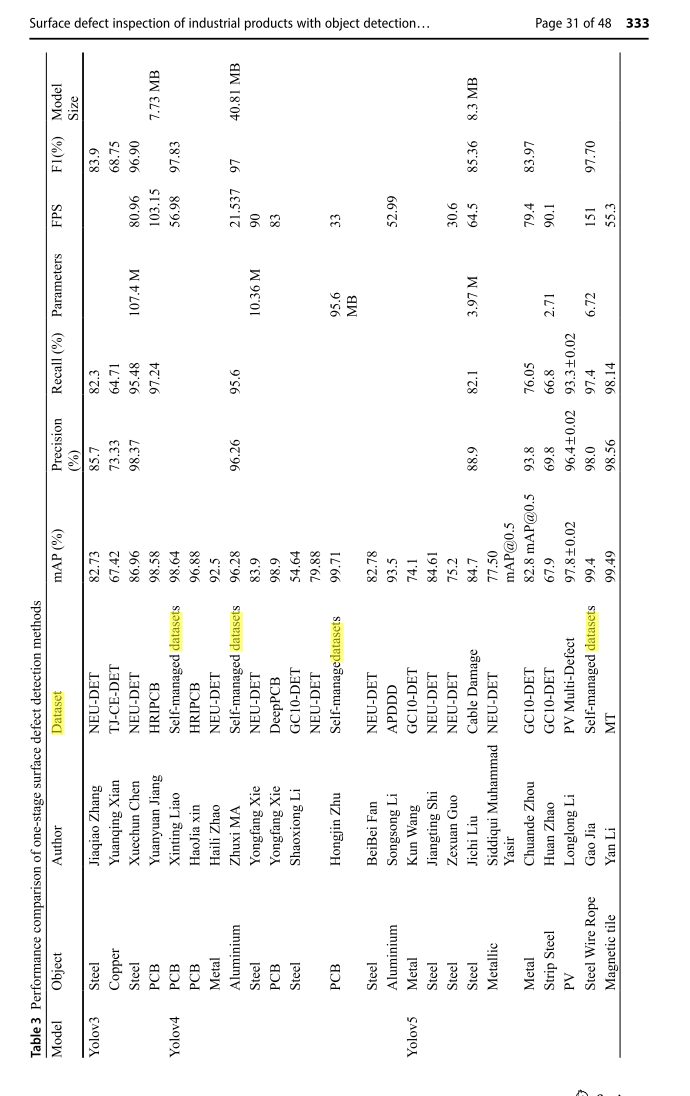 Surface defect inspection of industrial products with object detection… Page 31 of 48 333
Table 3 Performance comparison of one-stage surface defect detection methods
Model Object Author Dataset mAP (%) Precision (%) Recall (%) Parameters FPS F1(%) Model Size
Yolov3 Steel Jiaqiao Zhang NEU-DET 82.73 85.7 82.3 83.9
Copper Yuanqing Xian TJ-CE-DET 67.42 73.33 64.71 68.75
Steel Xuechun Chen NEU-DET 86.96 98.37 95.48 107.4 M 80.96 96.90
PCB Yuanyuan Jiang HRIPCB 98.58 97.24 103.15 7.73 MB
Yolov4 PCB Xinting Liao Self-managed datasets 98.64 56.98 97.83
PCB HaoJia xin HRIPCB 96.88
Metal Haili Zhao NEU-DET 92.5
Aluminium Zhuxi MA Self-managed datasets 96.28 96.26 95.6 21.537 97 40.81 MB
Steel Yongfang Xie NEU-DET 83.9 10.36 M 90
PCB Yongfang Xie DeepPCB 98.9 83
Steel Shaoxiong Li GC10-DET 54.64
NEU-DET 79.88
PCB Hongjin Zhu Self-manageddatasets 99.71 95.6 MB 33
Steel BeiBei Fan NEU-DET 82.78
Aluminium Songsong Li APDDD 93.5 52.99
Yolov5 Metal Kun Wang GC10-DET 74.1
Steel Jiangting Shi NEU-DET 84.61
Steel Zexuan Guo NEU-DET 75.2 30.6
Steel Jichi Liu Cable Damage 84.7 88.9 82.1 3.97 M 64.5 85.36 8.3 MB
Metallic Siddiqui Muhammad Yasir NEU-DET 77.50 mAP@0.5
Metal Chuande Zhou GC10-DET 82.8 mAP@0.5 93.8 76.05 79.4 83.97
Strip Steel Huan Zhao GC10-DET 67.9 69.8 66.8 2.71 90.1
PV Longlong Li PV Multi-Defect 97.8±0.02 96.4±0.02 93.3±0.02
Steel Wire Rope Gao Jia Self-managed datasets 99.4 98.0 97.4 6.72 151 97.70
Magnetic tile Yan Li MT 99.49 98.56 98.14 55.3